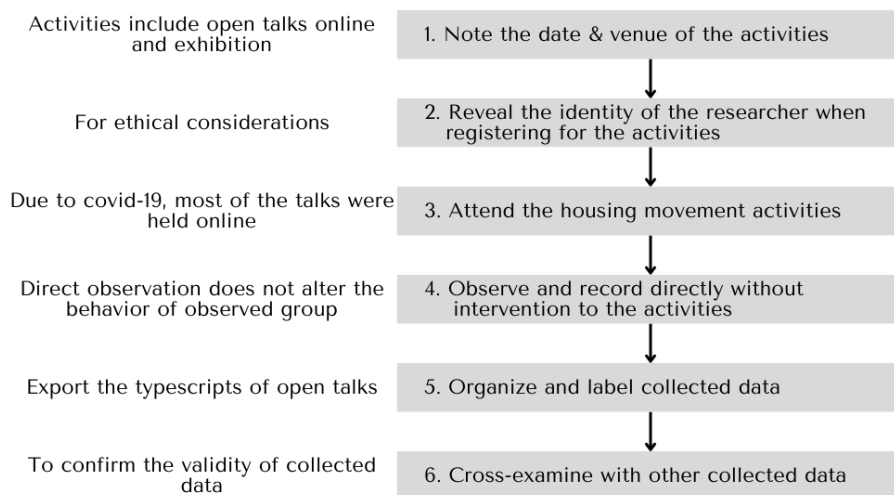 Activities include open talks online
and exhibition
1. Note the date & venue of the activities
For ethical considerations
2. Reveal the identity of the researcher when
registering for the activities
Due to covid-19, most of the talks were
held online
3. Attend the housing movement activities
Direct observation does not alter the
behavior of observed group
4. Observe and record directly without
intervention to the activities
Export the typescripts of open talks
5. Organize and label collected data
To confirm the validity of collected
data
6. Cross-examine with other collected data